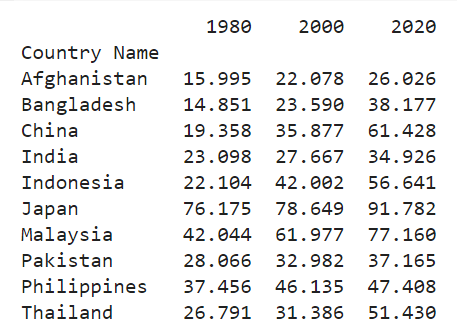 1980 2000 2020
Country Name
Afghanistan 15.995 22.078 26.026
Bangladesh 14.851 23.590 38.177
China 19.358 35.877 61.428
India 23.098 27.667 34.926
Indonesia 22.104 42.002 56.641
Japan 76.175 78.649 91.782
Malaysia 42.044 61.977 77.160
Pakistan 28.066 32.982 37.165
Philippines 37.456 46.135 47.408
Thailand 26.791 31.386 51.430